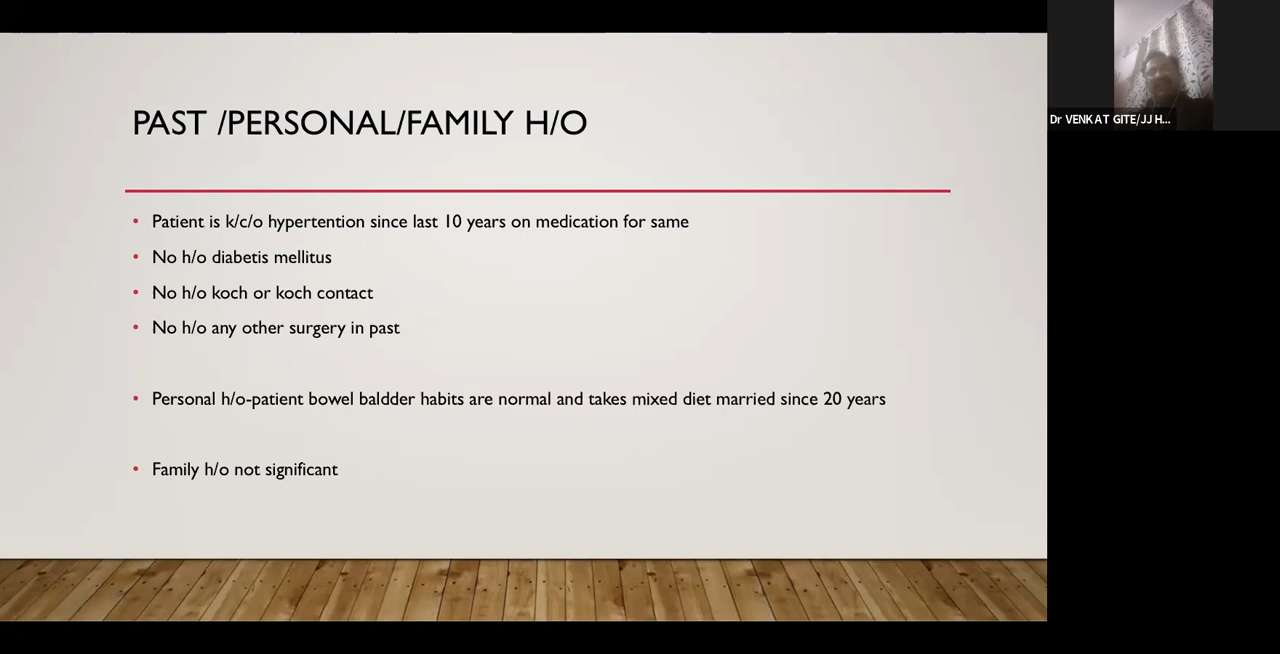 PAST /PERSONAL/FAMILY H/O
• Patient is k/c/o hypertention since last 10 years on medication for same
• No h/o diabetis mellitus
• No h/o koch or koch contact
• No h/o any other surgery in past
• Personal h/o-patient bowel baldder habits are normal and takes mixed diet married since 20 years
• Family h/o not significant
Dr VENKAT GITE/JJ H...